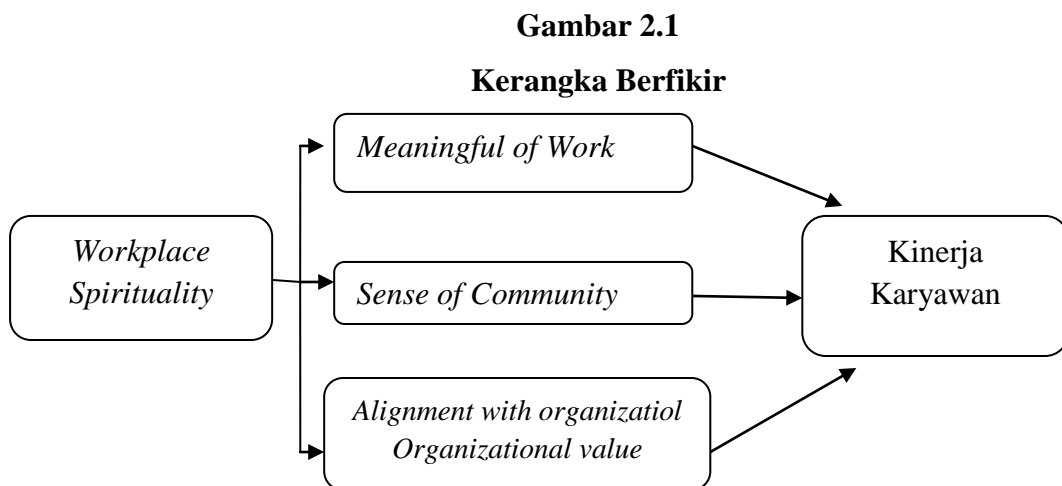 Gambar 2.1
Kerangka Berfikir
Meaningful of Work
Workplace
Spirituality
Sense of Community
Kinerja
Karyawan
Alignment with organizatiol
Organizational value